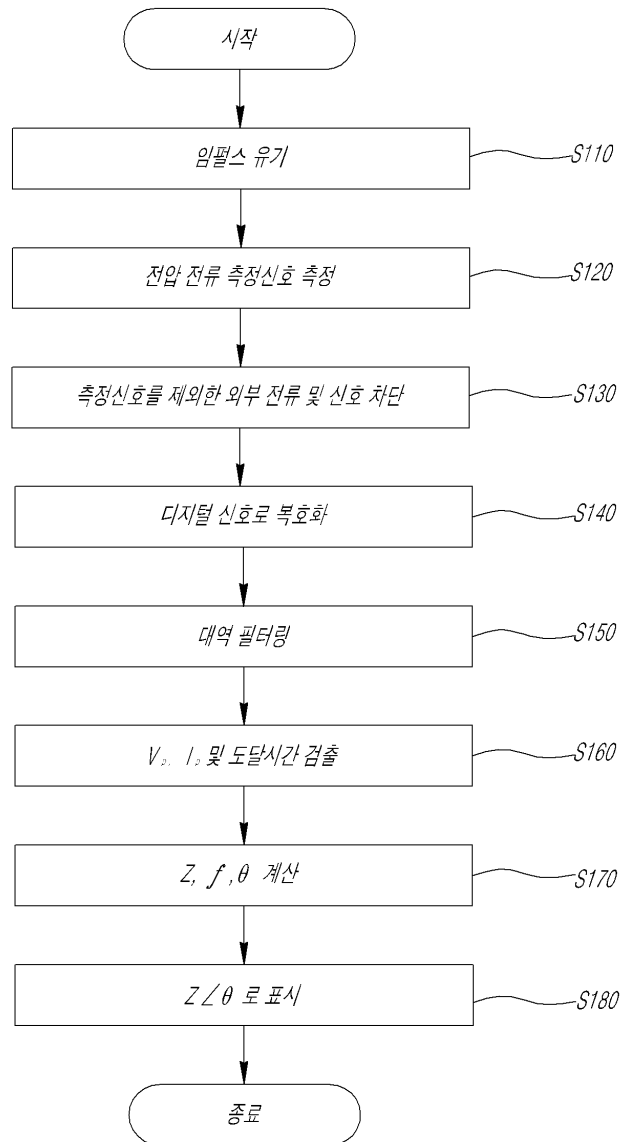 시작
임펄스 유기
S110
전압 전류 측정신호 측정
S120
측정신호를 제외한 외부 전류 및 신호 차단
S130
디지털 신호로 복호화
S140
대역 필터링
S150
Vₚ, Iₚ 및 도달시간 검출
S160
Z, f, θ 계산
S170
Z∠θ 로 표시
S180
종료